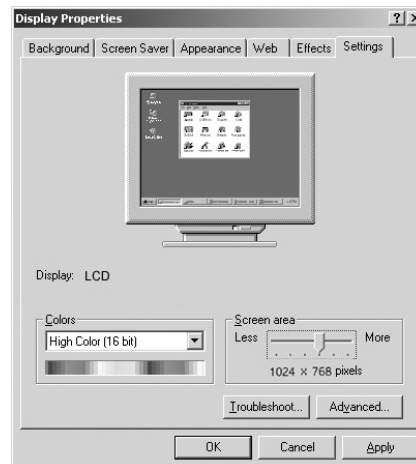 Display Properties
Background Screen Saver Appearance Web Effects Settings
Display: LCD
Colors
High Color (16 bit)
Screen area
Less More
1024 × 768 pixels
Troubleshoot... Advanced...
OK Cancel Apply